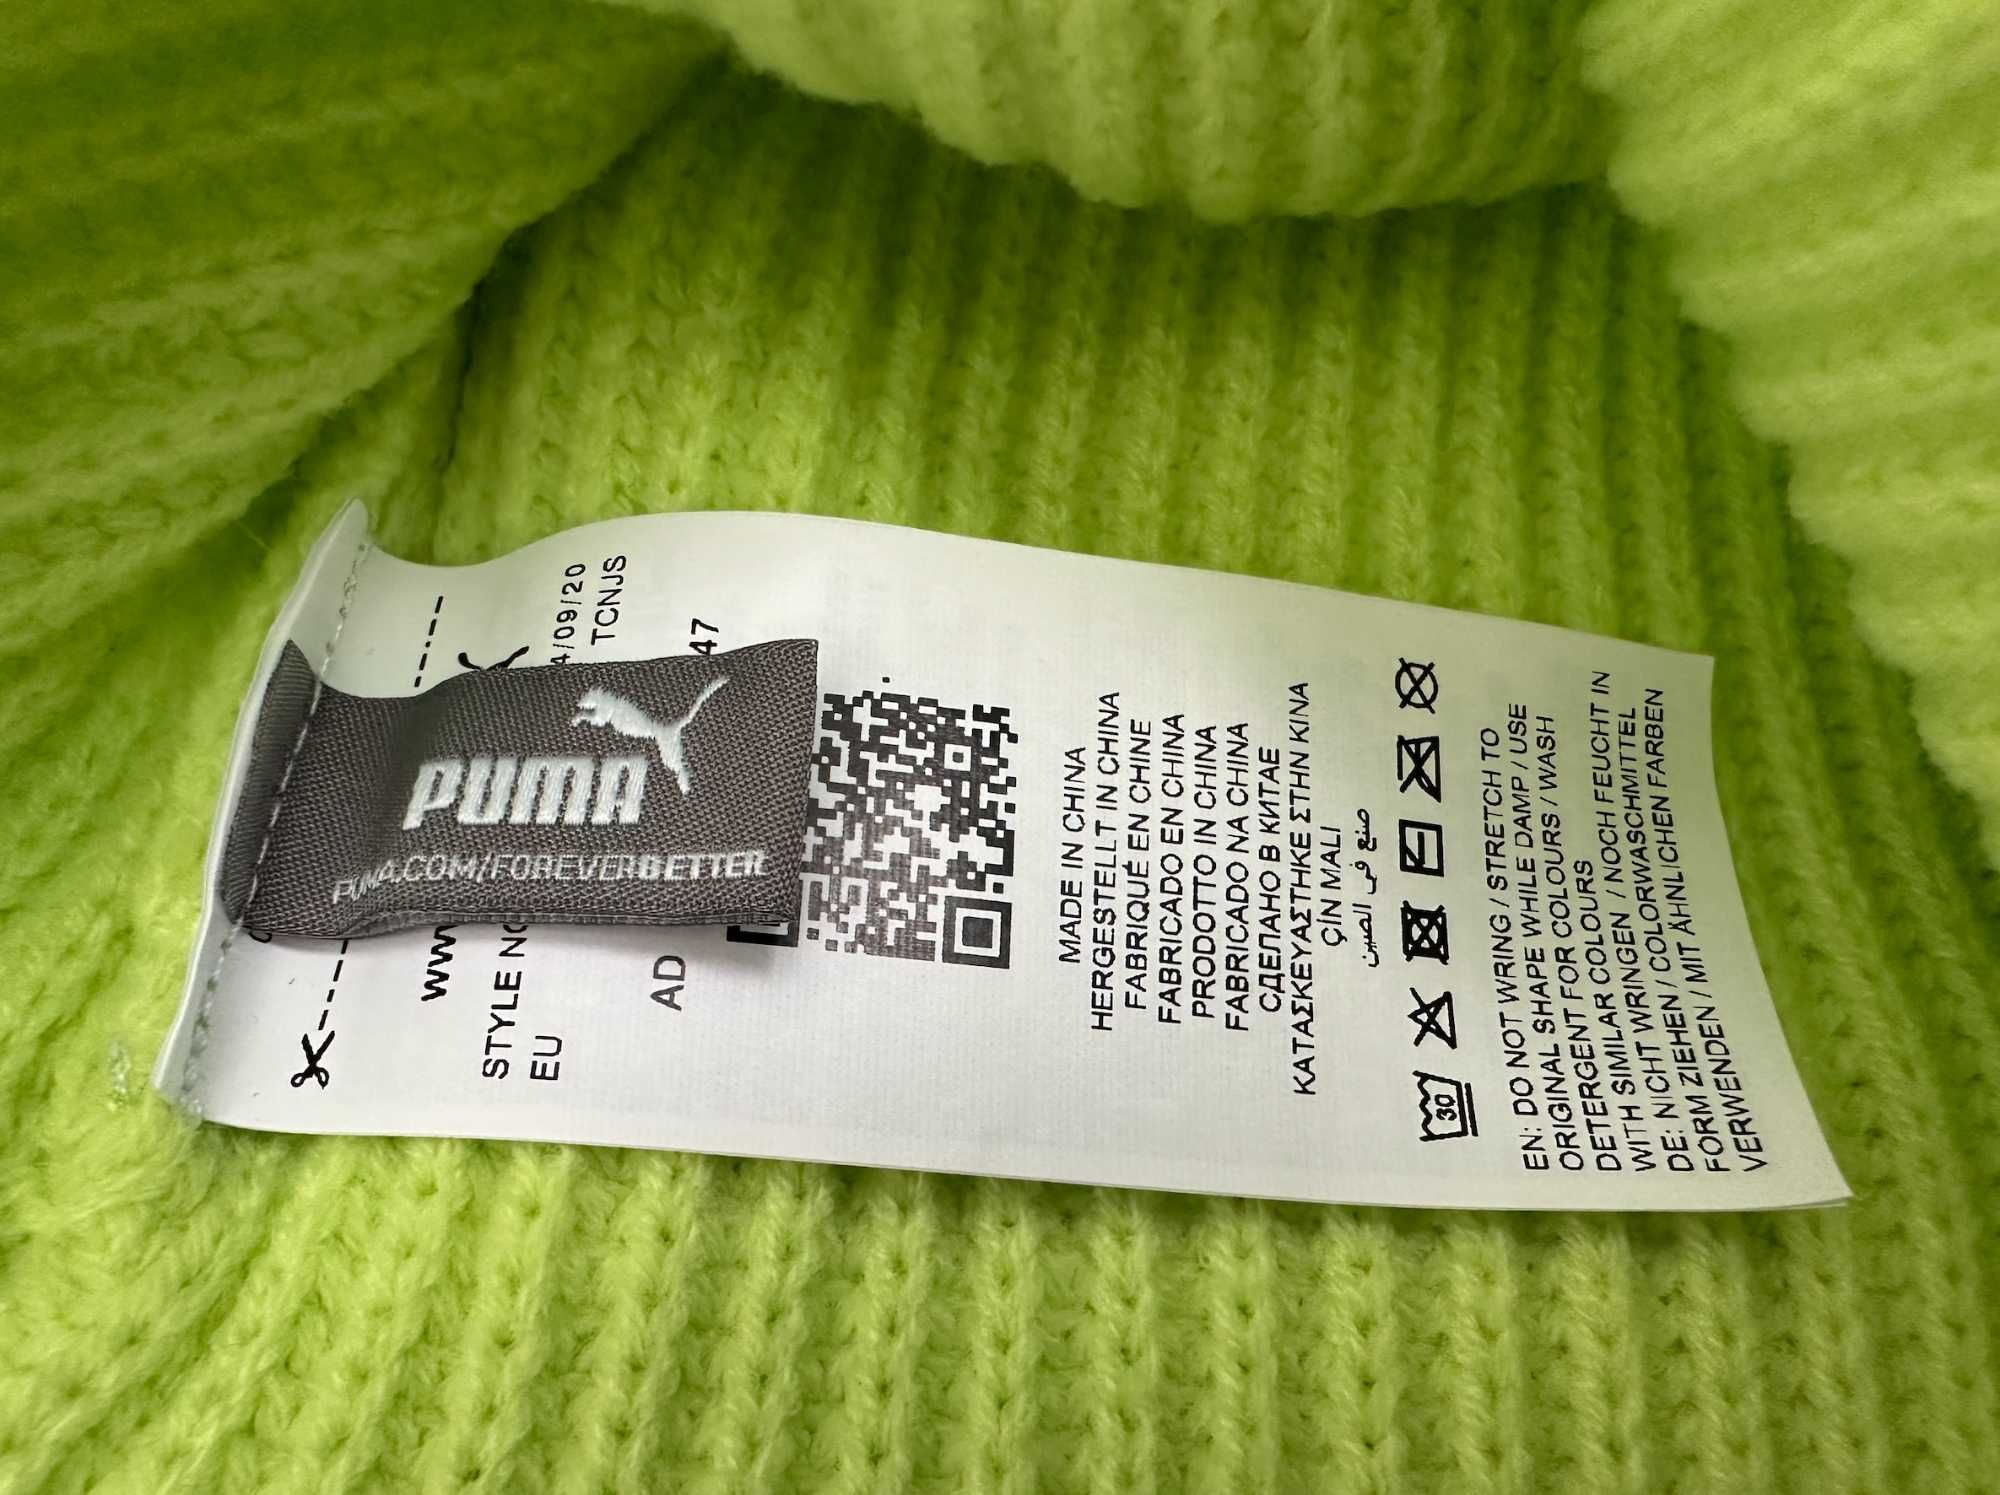 PUMA
PUMA.COM/FOREVERBETTER
WWW
4/09/20
STYLE NO
TCNJS
EU
AD
47
MADE IN CHINA
HERGESTELLT IN CHINA
FABRIQUÉ EN CHINE
FABRICADO EN CHINA
PRODOTTO IN CHINA
FABRICADO NA CHINA
СДЕЛАНО В КИТАЕ
ΚΑΤΑΣΚΕΥΑΣΤΗΚΕ ΣΤΗΝ ΚΙΝΑ
ÇİN MALI
صنع في الصين
30
EN: DO NOT WRING / STRETCH TO
ORIGINAL SHAPE WHILE DAMP / USE
DETERGENT FOR COLOURS / WASH
WITH SIMILAR COLOURS
DE: NICHT WRINGEN / NOCH FEUCHT IN
FORM ZIEHEN / COLORWASCHMITTEL
VERWENDEN / MIT ÄHNLICHEN FARBEN